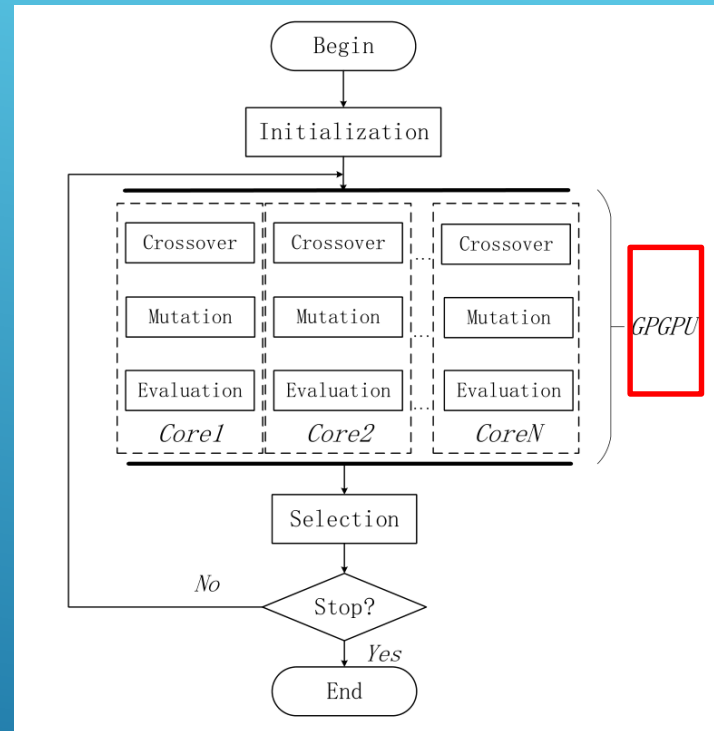 Begin
Initialization
Crossover Crossover ... Crossover
Mutation Mutation ... Mutation
GPGPU
Evaluation Evaluation ... Evaluation
Core1 Core2 CoreN
Selection
No
Stop?
Yes
End